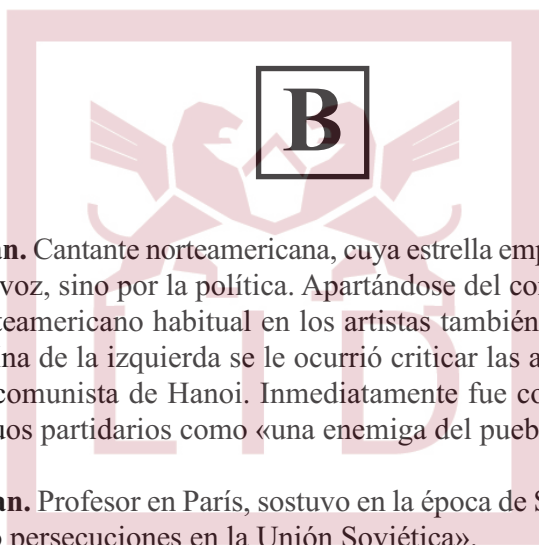 B
an. Cantante norteamericana, cuya estrella emp
voz, sino por la política. Apartándose del co
teamericano habitual en los artistas también
na de la izquierda se le ocurrió criticar las a
comunista de Hanoi. Inmediatamente fue co
uos partidarios como «una enemiga del pueb
an. Profesor en París, sostuvo en la época de S
persecuciones en la Unión Soviética».
LTD